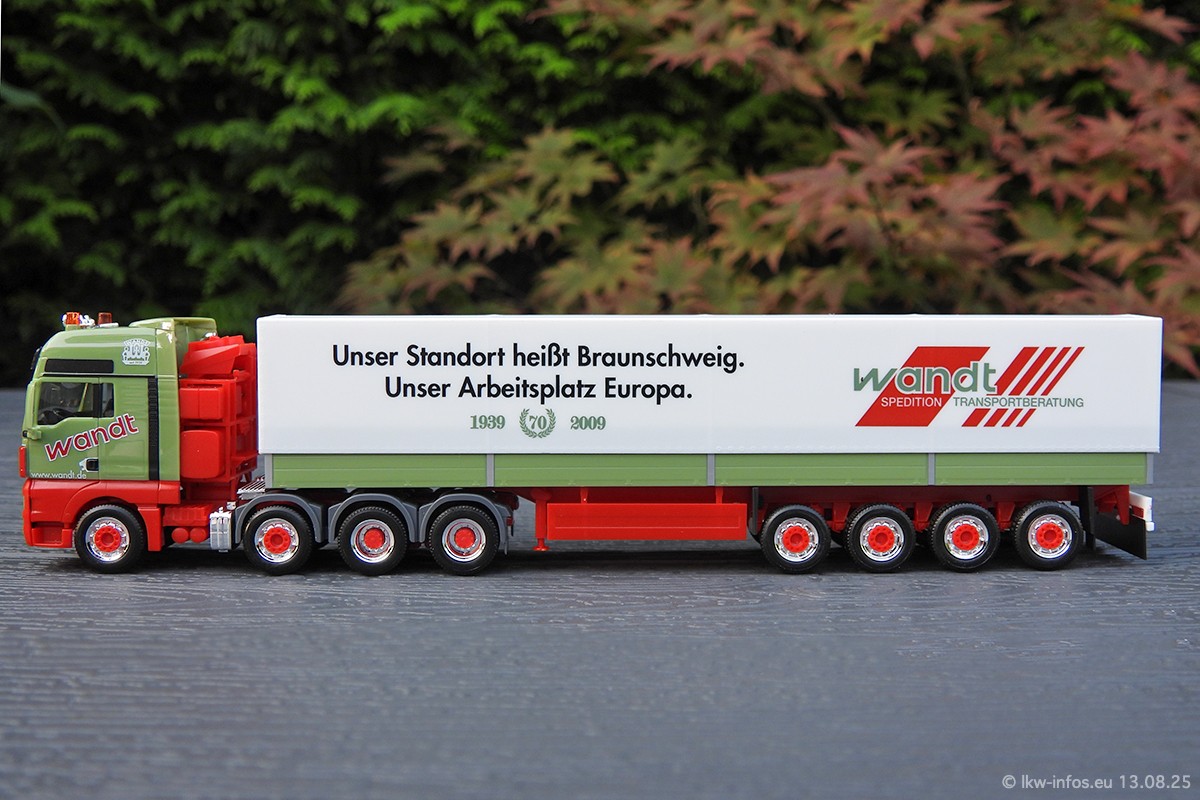 Unser Standort heißt Braunschweig.
Unser Arbeitsplatz Europa.
1939 70 2009
wandt
SPEDITION TRANSPORTBERATUNG
wandt
www.wandt.de
© lkw-infos.eu 13.08.25